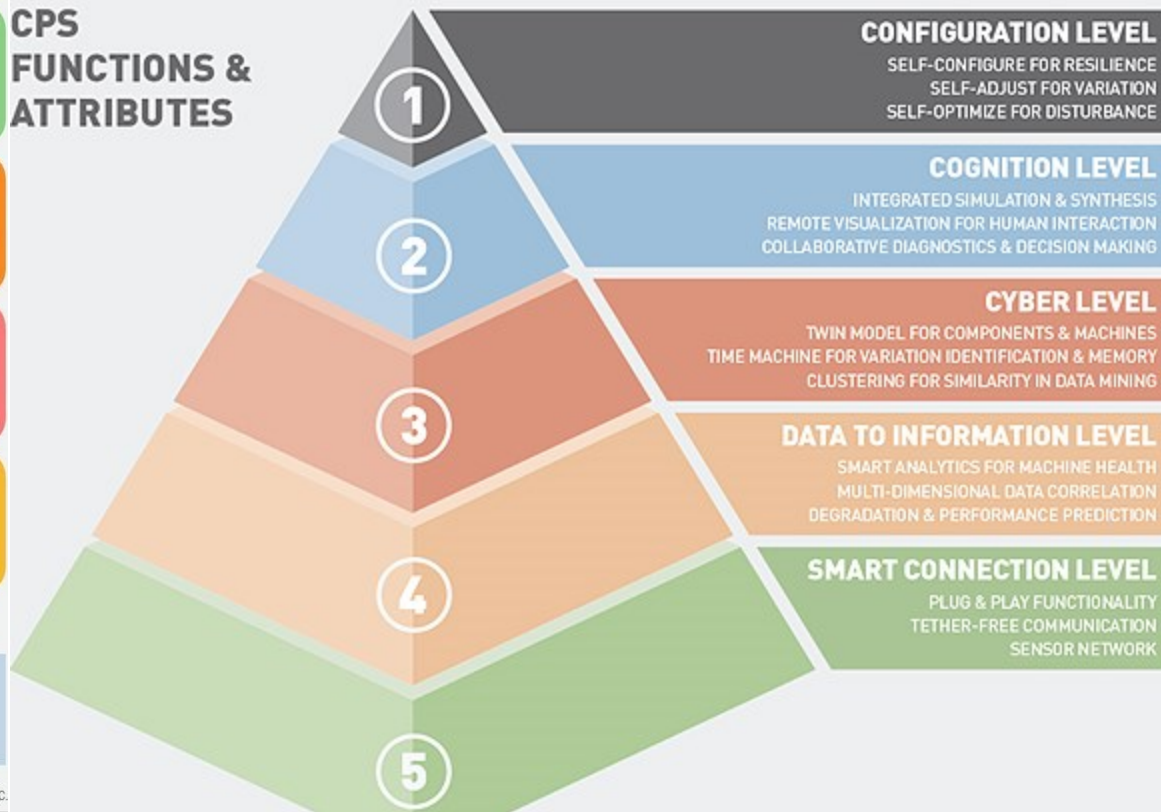 CPS
FUNCTIONS &
ATTRIBUTES
1
CONFIGURATION LEVEL
SELF-CONFIGURE FOR RESILIENCE
SELF-ADJUST FOR VARIATION
SELF-OPTIMIZE FOR DISTURBANCE
2
COGNITION LEVEL
INTEGRATED SIMULATION & SYNTHESIS
REMOTE VISUALIZATION FOR HUMAN INTERACTION
COLLABORATIVE DIAGNOSTICS & DECISION MAKING
3
CYBER LEVEL
TWIN MODEL FOR COMPONENTS & MACHINES
TIME MACHINE FOR VARIATION IDENTIFICATION & MEMORY
CLUSTERING FOR SIMILARITY IN DATA MINING
4
DATA TO INFORMATION LEVEL
SMART ANALYTICS FOR MACHINE HEALTH
MULTI-DIMENSIONAL DATA CORRELATION
DEGRADATION & PERFORMANCE PREDICTION
5
SMART CONNECTION LEVEL
PLUG & PLAY FUNCTIONALITY
TETHER-FREE COMMUNICATION
SENSOR NETWORK
c.